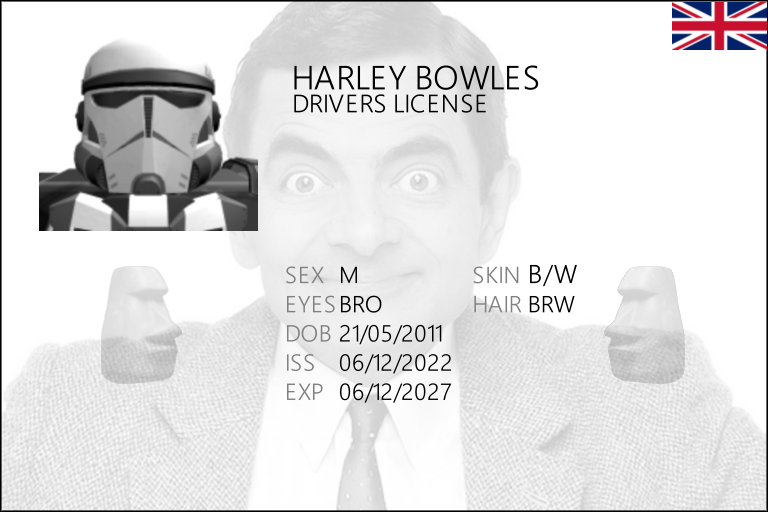 HARLEY BOWLES
DRIVERS LICENSE
SEX M SKIN B/W
EYES BRO HAIR BRW
DOB 21/05/2011
ISS 06/12/2022
EXP 06/12/2027